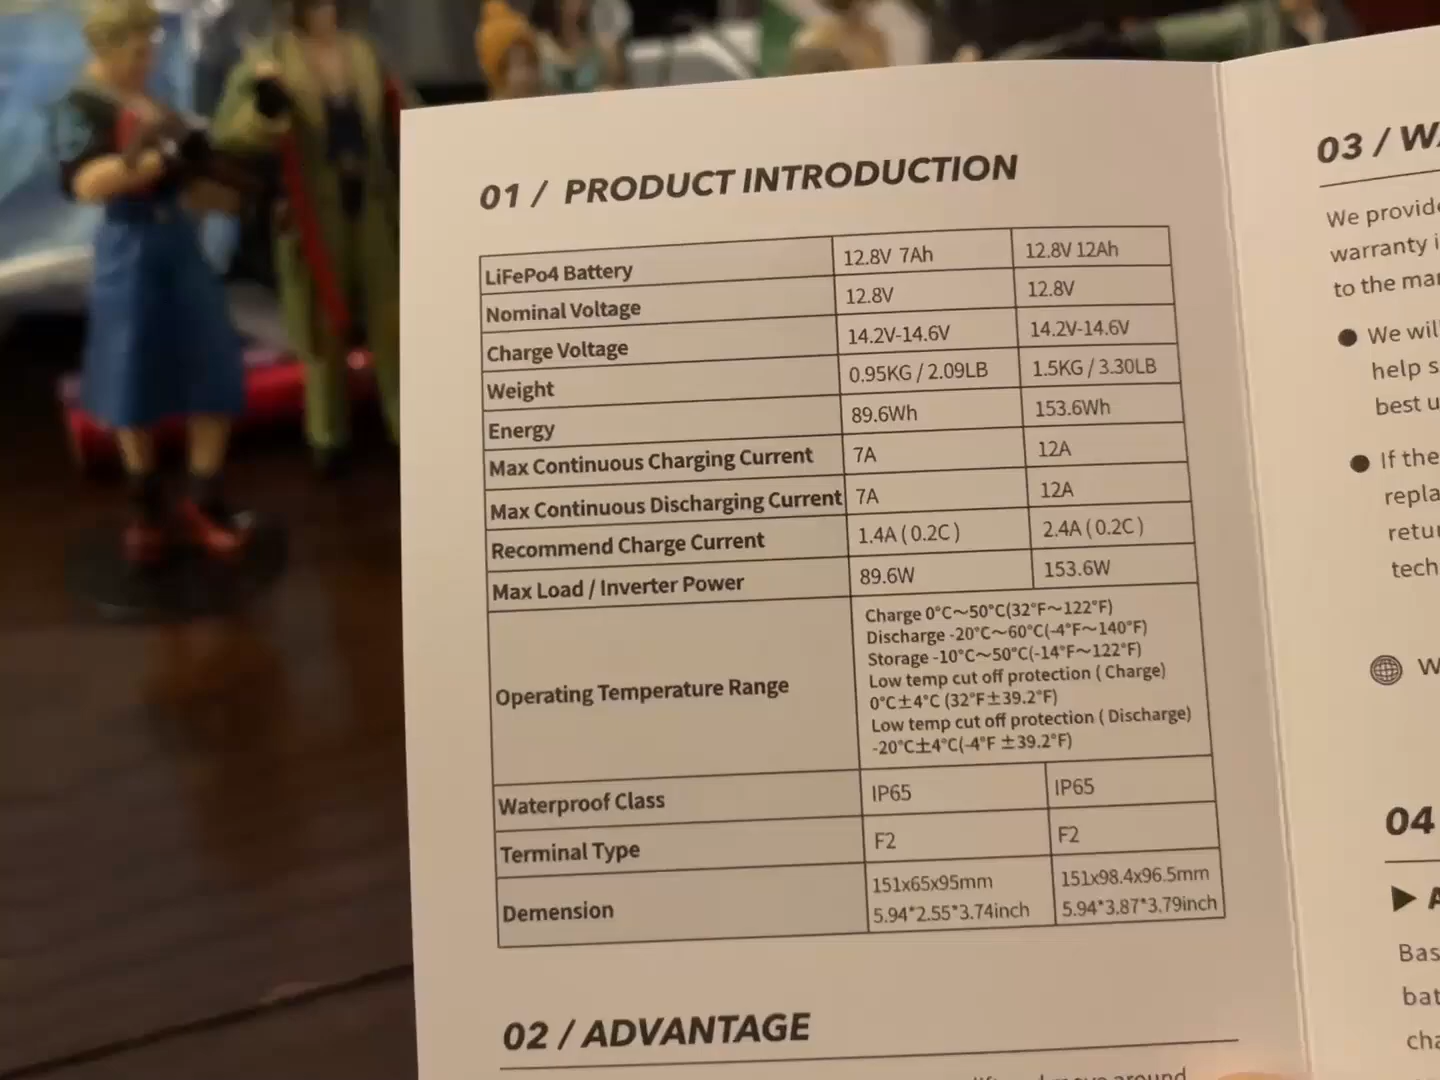 01 / PRODUCT INTRODUCTION
LiFePo4 Battery 12.8V 7Ah 12.8V 12Ah
Nominal Voltage 12.8V 12.8V
Charge Voltage 14.2V-14.6V 14.2V-14.6V
Weight 0.95KG / 2.09LB 1.5KG / 3.30LB
Energy 89.6Wh 153.6Wh
Max Continuous Charging Current 7A 12A
Max Continuous Discharging Current 7A 12A
Recommend Charge Current 1.4A ( 0.2C ) 2.4A ( 0.2C )
Max Load / Inverter Power 89.6W 153.6W
Operating Temperature Range
Charge 0°C～50°C(32°F～122°F)
Discharge -20°C～60°C(-4°F～140°F)
Storage -10°C～50°C(-14°F～122°F)
Low temp cut off protection ( Charge)
0°C±4°C (32°F±39.2°F)
Low temp cut off protection ( Discharge)
-20°C±4°C(-4°F ±39.2°F)
Waterproof Class IP65 IP65
Terminal Type F2 F2
Demension
151x65x95mm 151x98.4x96.5mm
5.94*2.55*3.74inch 5.94*3.87*3.79inch
02 / ADVANTAGE
around
03 / W
We provid
warranty i
to the ma
● We wil
help s
best u
● If the
repla
retu
tech
W
04
▶
Bas
bat
cha